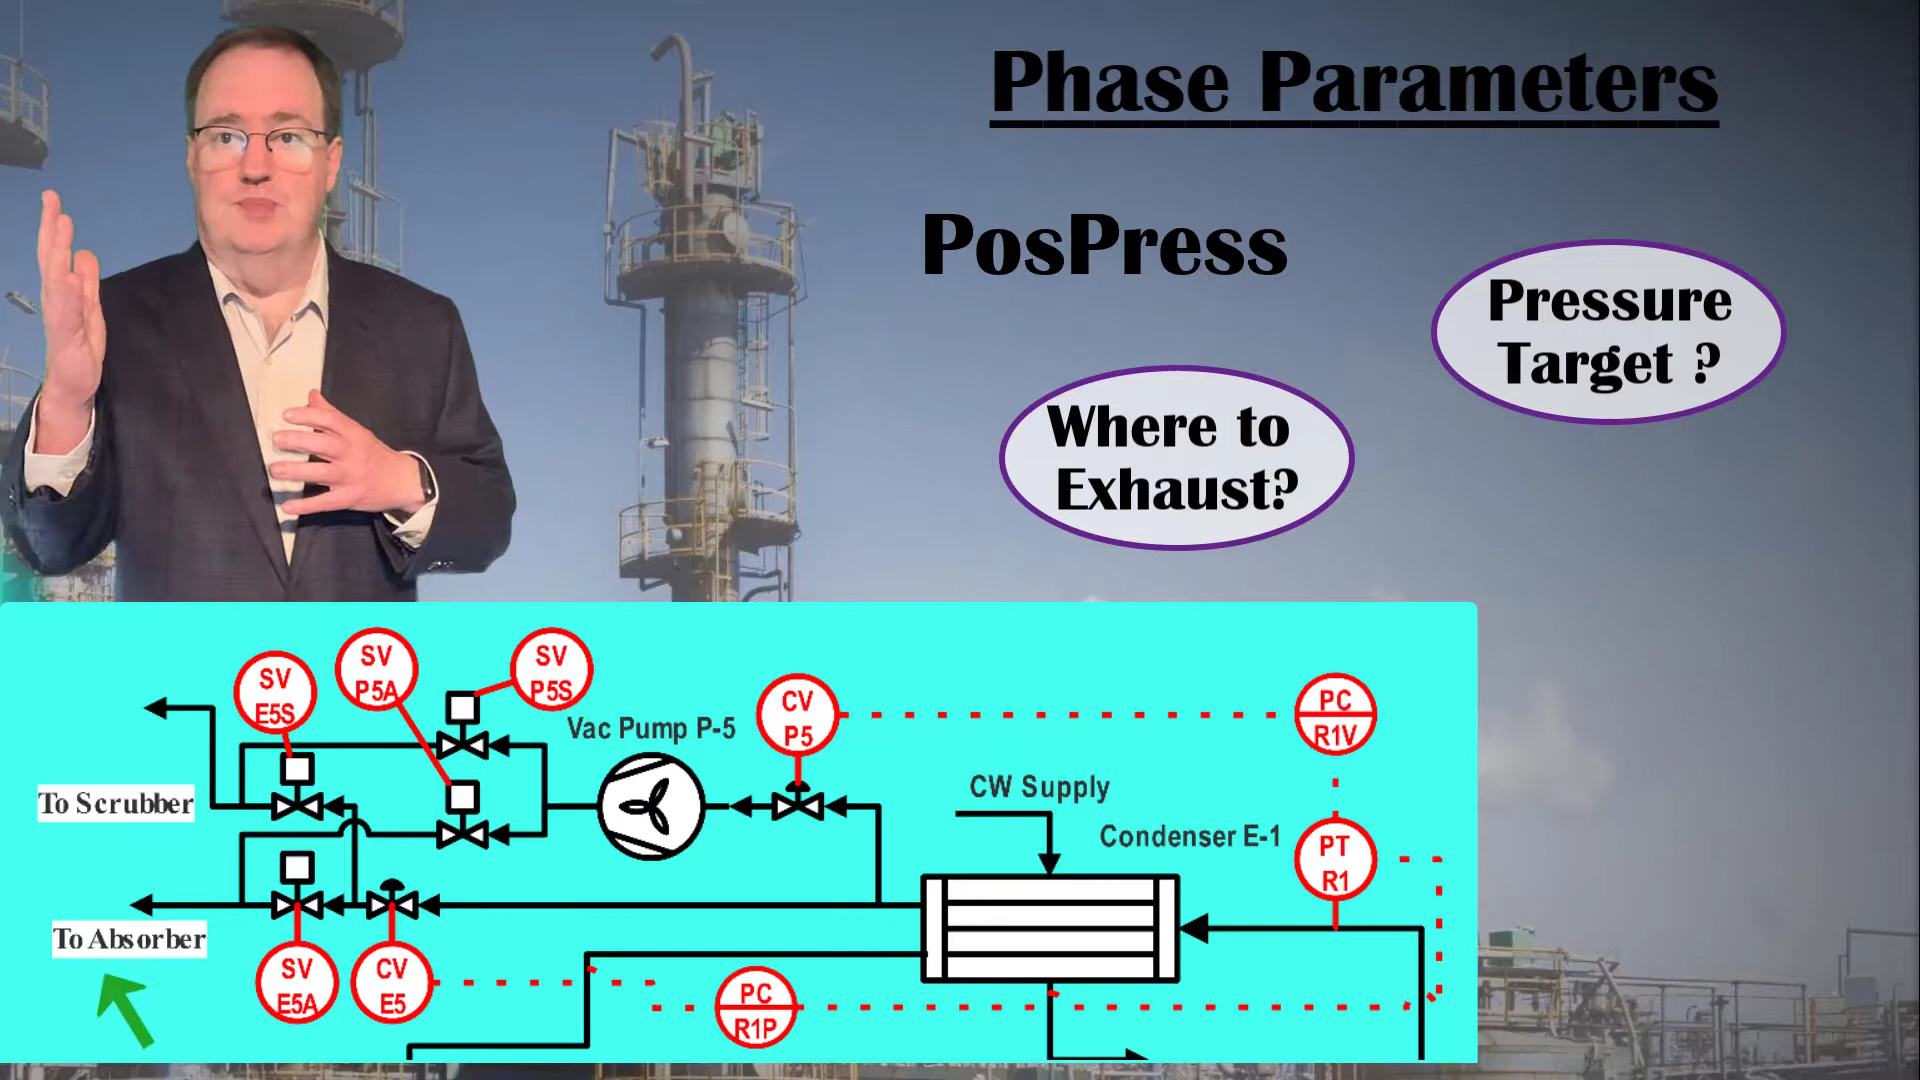 Phase Parameters
PosPress
Pressure
Target ?
Where to
Exhaust?
SV
E5S
SV
P5A
SV
P5S
Vac Pump P-5
CV
P5
PC
R1V
CW Supply
To Scrubber
Condenser E-1
PT
R1
To Absorber
SV
E5A
CV
E5
PC
R1P